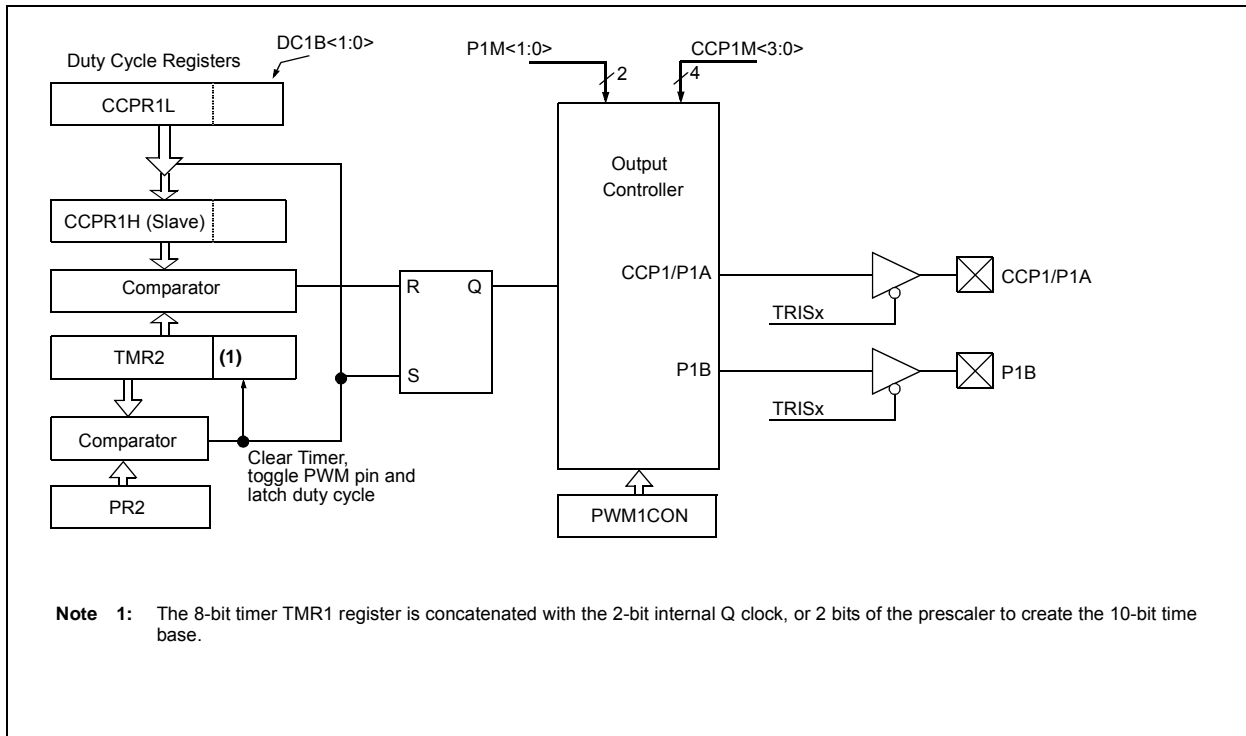 DC1B<1:0>
Duty Cycle Registers
CCPR1L
CCPR1H (Slave)
Comparator
TMR2
(1)
Comparator
PR2
Clear Timer,
toggle PWM pin and
latch duty cycle
R
Q
S
P1M<1:0>
2
CCP1M<3:0>
4
Output
Controller
CCP1/P1A
P1B
PWM1CON
TRISx
CCP1/P1A
TRISx
P1B
Note 1: The 8-bit timer TMR1 register is concatenated with the 2-bit internal Q clock, or 2 bits of the prescaler to create the 10-bit time
base.